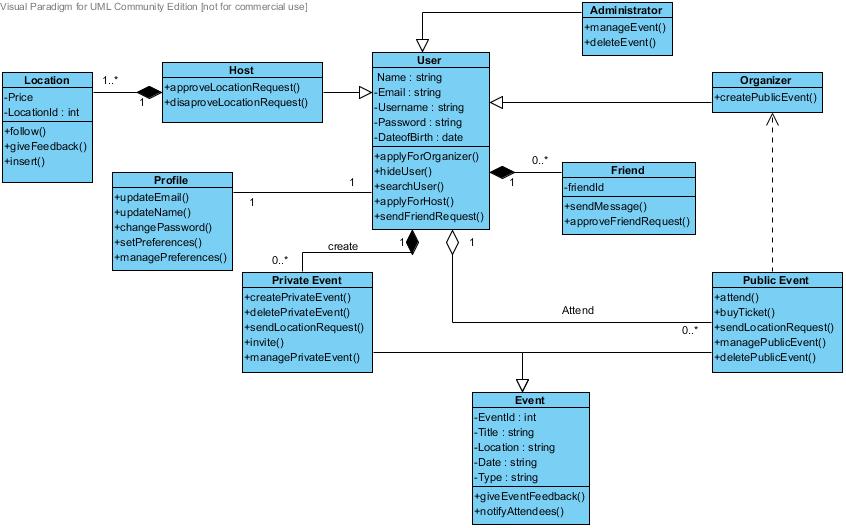 Visual Paradigm for UML Community Edition [not for commercial use]
Administrator
+manageEvent()
+deleteEvent()
User
Name : string
-Email : string
-Username : string
-Password : string
-DateofBirth : date
+applyForOrganizer()
+hideUser()
+searchUser()
+applyForHost()
+sendFriendRequest()
Host
+approveLocationRequest()
+disaproveLocationRequest()
1..*
1
Location
-Price
-LocationId : int
+follow()
+giveFeedback()
+insert()
Organizer
+createPublicEvent()
0..*
1
Friend
-friendId
+sendMessage()
+approveFriendRequest()
Profile
+updateEmail()
+updateName()
+changePassword()
+setPreferences()
+managePreferences()
1
1
create
1
0..*
1
Private Event
+createPrivateEvent()
+deletePrivateEvent()
+sendLocationRequest()
+invite()
+managePrivateEvent()
Attend
0..*
Public Event
+attend()
+buyTicket()
+sendLocationRequest()
+managePublicEvent()
+deletePublicEvent()
Event
-EventId : int
-Title : string
-Location : string
-Date : string
-Type : string
+giveEventFeedback()
+notifyAttendees()